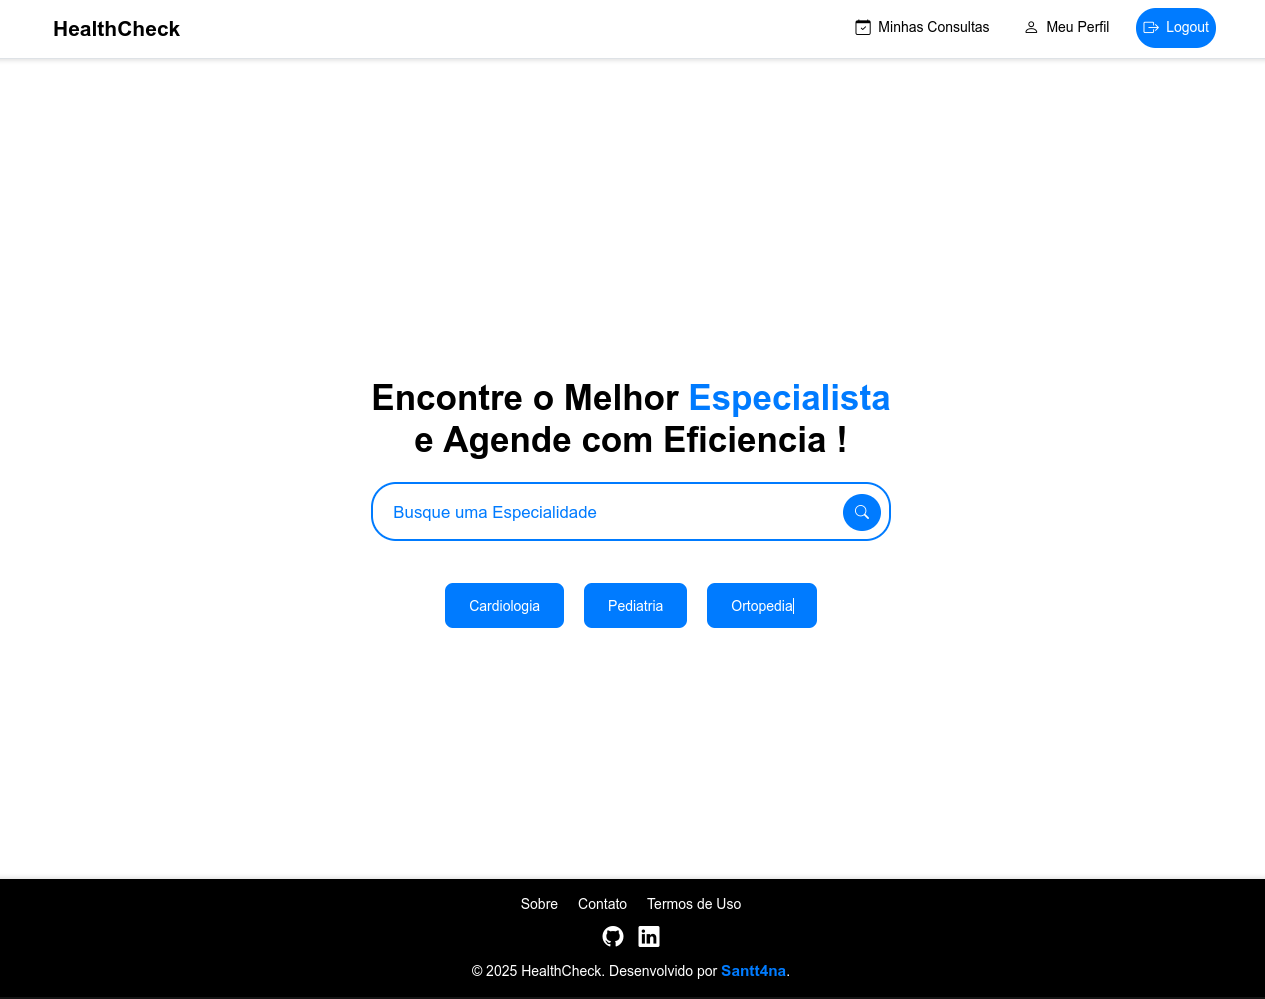 HealthCheck
Minhas Consultas
Meu Perfil
Logout
Encontre o Melhor Especialista
e Agende com Eficiencia !
Busque uma Especialidade
Cardiologia
Pediatria
Ortopedia
Sobre
Contato
Termos de Uso
© 2025 HealthCheck. Desenvolvido por Santt4na.